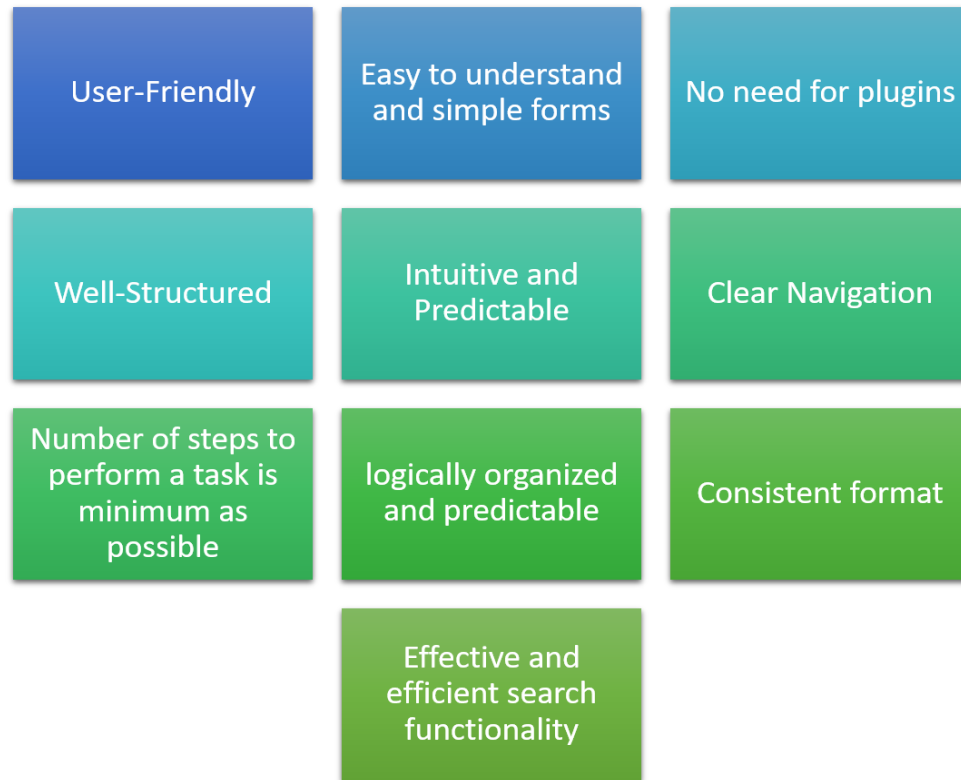 User-Friendly
Easy to understand
and simple forms
No need for plugins
Well-Structured
Intuitive and
Predictable
Clear Navigation
Number of steps to
perform a task is
minimum as
possible
logically organized
and predictable
Consistent format
Effective and
efficient search
functionality